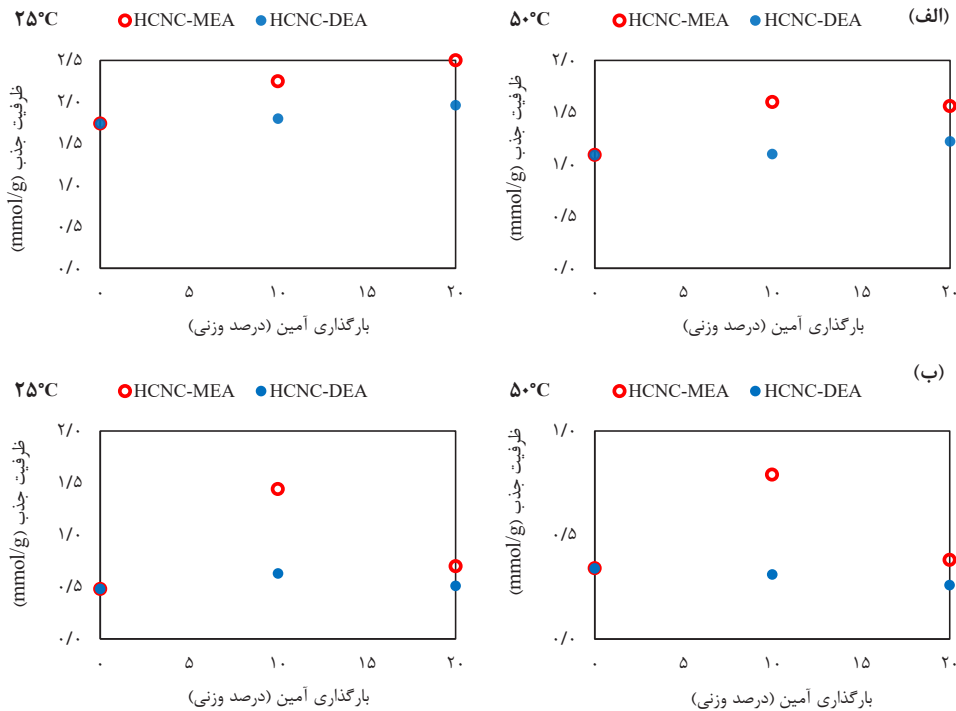 (الف)
۲۵°C HCNC-MEA HCNC-DEA
ظرفیت جذب (mmol/g)
۲/۵
۲/۰
۱/۵
۱/۰
۰/۵
۰/۰
۰ ۵ ۱۰ ۱۵ ۲۰
بارگذاری آمین (درصد وزنی)
۵۰°C HCNC-MEA HCNC-DEA
ظرفیت جذب (mmol/g)
۲/۰
۱/۵
۱/۰
۰/۵
۰/۰
۰ ۵ ۱۰ ۱۵ ۲۰
بارگذاری آمین (درصد وزنی)
(ب)
۲۵°C HCNC-MEA HCNC-DEA
ظرفیت جذب (mmol/g)
۲/۰
۱/۵
۱/۰
۰/۵
۰/۰
۰ ۵ ۱۰ ۱۵ ۲۰
بارگذاری آمین (درصد وزنی)
۵۰°C HCNC-MEA HCNC-DEA
ظرفیت جذب (mmol/g)
۱/۰
۰/۵
۰/۰
۰ ۵ ۱۰ ۱۵ ۲۰
بارگذاری آمین (درصد وزنی)